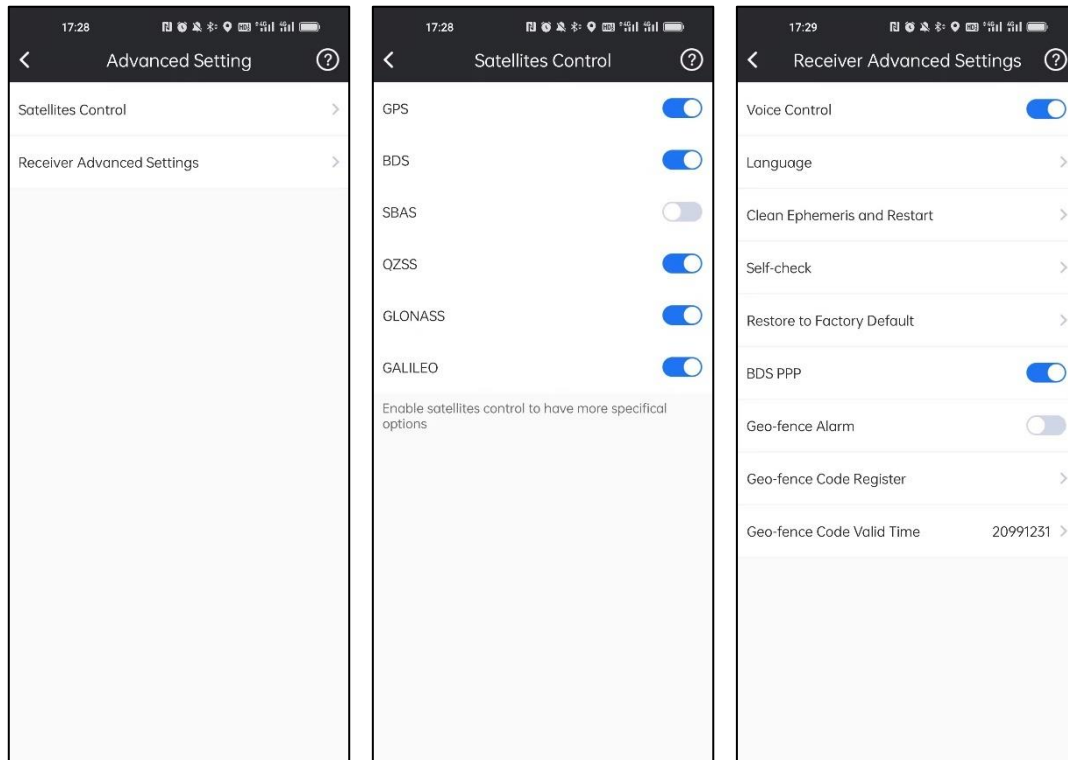 17:28
Advanced Setting
Satellites Control
Receiver Advanced Settings
17:28
Satellites Control
GPS
BDS
SBAS
QZSS
GLONASS
GALILEO
Enable satellites control to have more specifical
options
17:29
Receiver Advanced Settings
Voice Control
Language
Clean Ephemeris and Restart
Self-check
Restore to Factory Default
BDS PPP
Geo-fence Alarm
Geo-fence Code Register
Geo-fence Code Valid Time 20991231